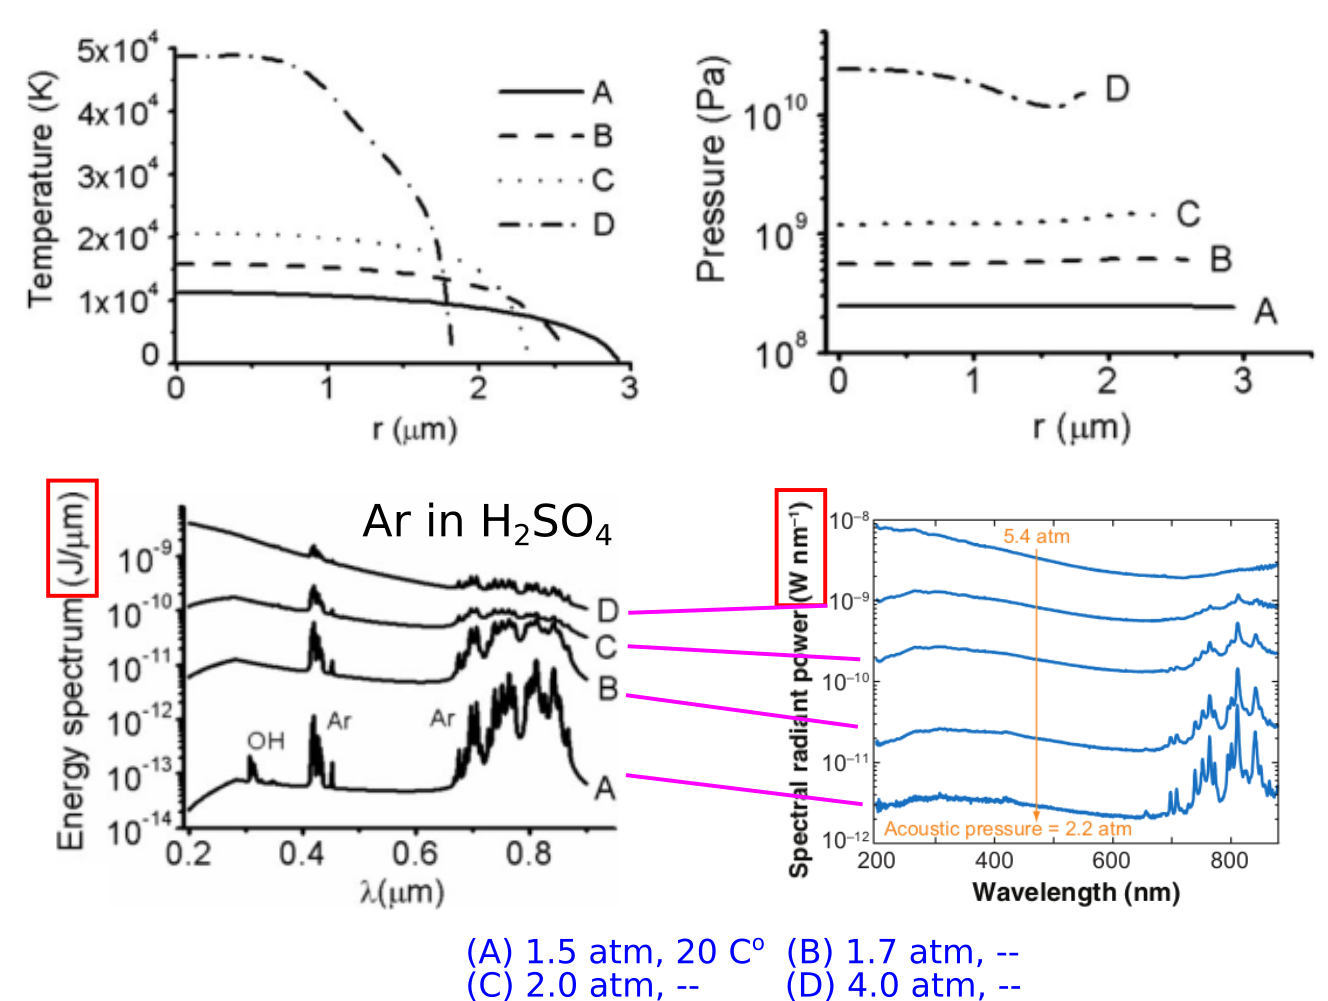 Temperature (K)
5x10⁴
4x10⁴
3x10⁴
2x10⁴
1x10⁴
0
0 1 2 3
r (μm)
A
B
C
D
Pressure (Pa)
10¹⁰
10⁹
10⁸
0 1 2 3
r (μm)
D
C
B
A
Energy spectrum (J/μm)
Ar in H₂SO₄
10⁻⁹
10⁻¹⁰
10⁻¹¹
10⁻¹²
10⁻¹³
10⁻¹⁴
0.2 0.4 0.6 0.8
λ(μm)
OH
Ar
Ar
D
C
B
A
Spectral radiant power (W nm⁻¹)
10⁻⁸
10⁻⁹
10⁻¹⁰
10⁻¹¹
10⁻¹²
5.4 atm
Acoustic pressure = 2.2 atm
200 400 600 800
Wavelength (nm)
(A) 1.5 atm, 20 Cº (B) 1.7 atm, --
(C) 2.0 atm, -- (D) 4.0 atm, --